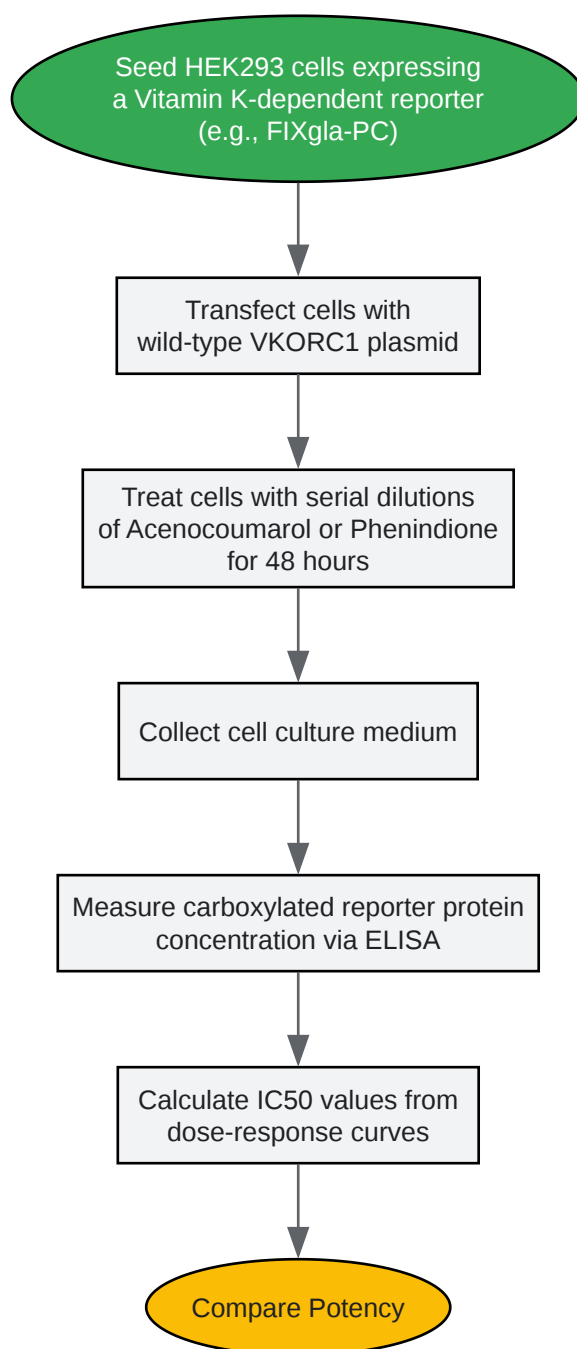 Seed HEK293 cells expressing
a Vitamin K-dependent reporter
(e.g., FIXgla-PC)
Transfect cells with
wild-type VKORC1 plasmid
Treat cells with serial dilutions
of Acenocoumarol or Phenindione
for 48 hours
Collect cell culture medium
Measure carboxylated reporter protein
concentration via ELISA
Calculate IC50 values from
dose-response curves
Compare Potency